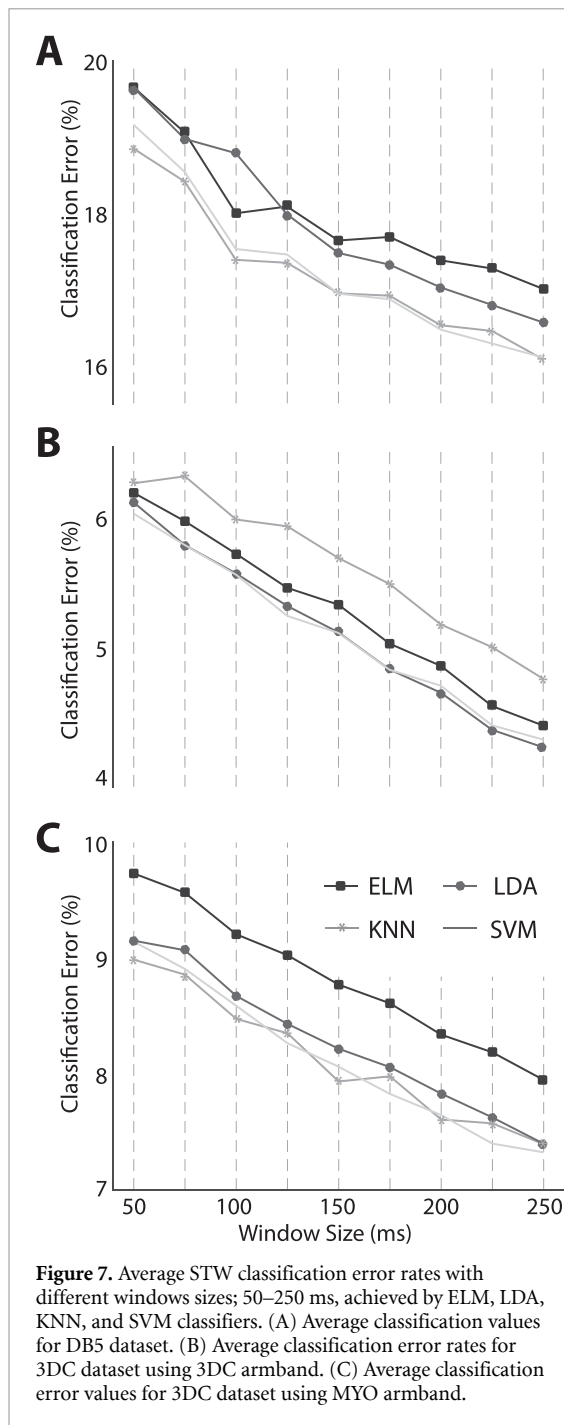 A
20
18
16
Classification Error (%)
B
6
5
4
Classification Error (%)
C
10
9
8
7
Classification Error (%)
ELM LDA
KNN SVM
50 100 150 200 250
Window Size (ms)
Figure 7. Average STW classification error rates with
different windows sizes; 50–250 ms, achieved by ELM, LDA,
KNN, and SVM classifiers. (A) Average classification values
for DB5 dataset. (B) Average classification error rates for
3DC dataset using 3DC armband. (C) Average classification
error values for 3DC dataset using MYO armband.